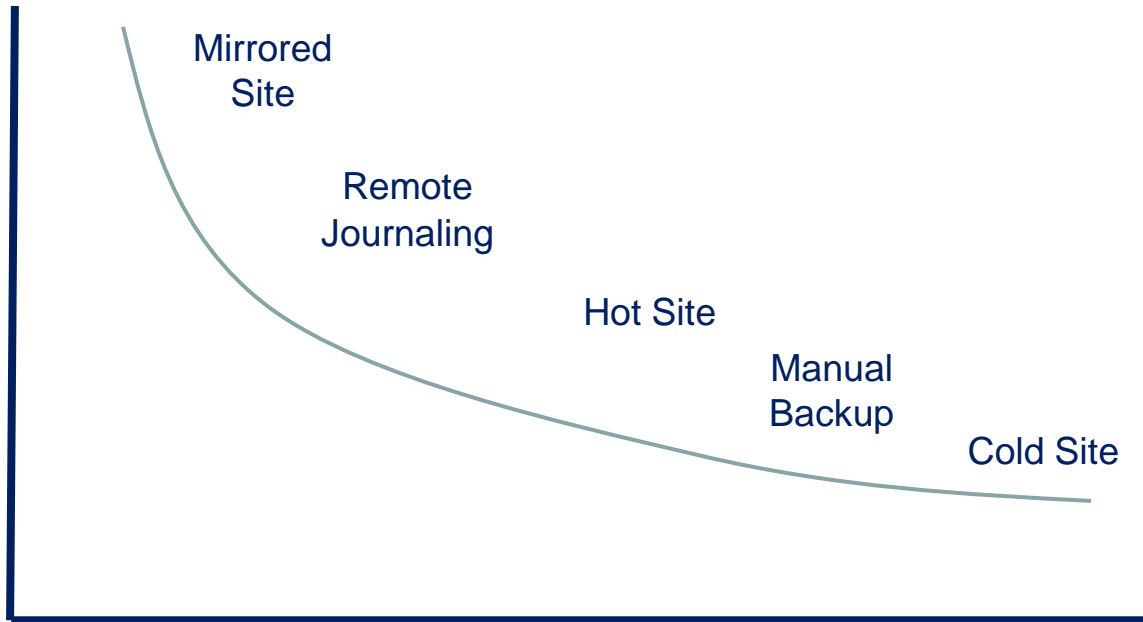 Mirrored
Site
Remote
Journaling
Hot Site
Manual
Backup
Cold Site